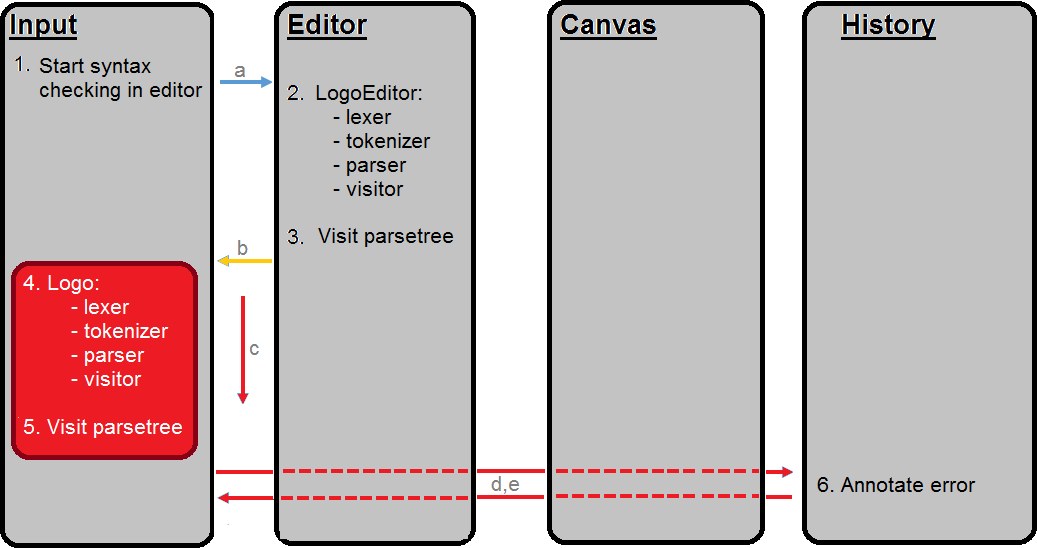 Input
1. Start syntax
checking in editor
4. Logo:
- lexer
- tokenizer
- parser
- visitor
5. Visit parsetree
a
b
c
Editor
2. LogoEditor:
- lexer
- tokenizer
- parser
- visitor
3. Visit parsetree
Canvas
d,e
History
6. Annotate error